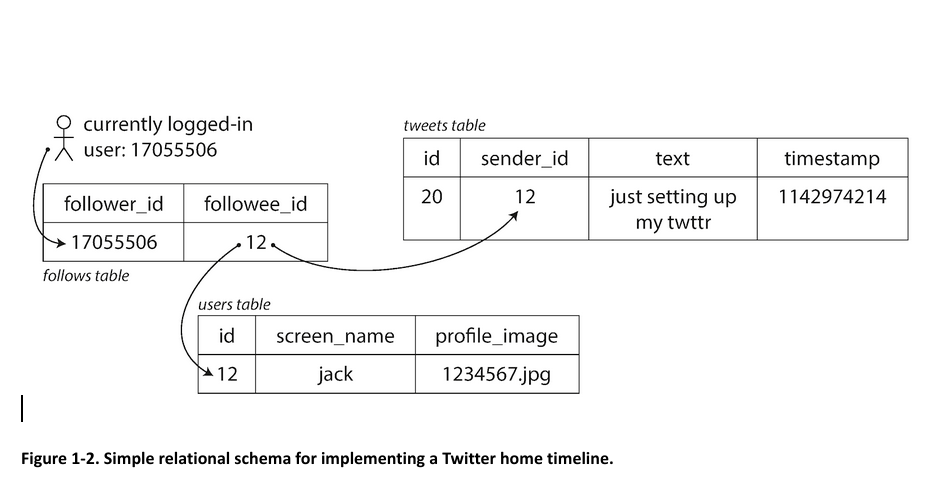 currently logged-in
user: 17055506
follower_id followee_id
17055506 12
follows table
tweets table
id sender_id text timestamp
20 12 just setting up 1142974214
my twttr
users table
id screen_name profile_image
12 jack 1234567.jpg
Figure 1-2. Simple relational schema for implementing a Twitter home timeline.